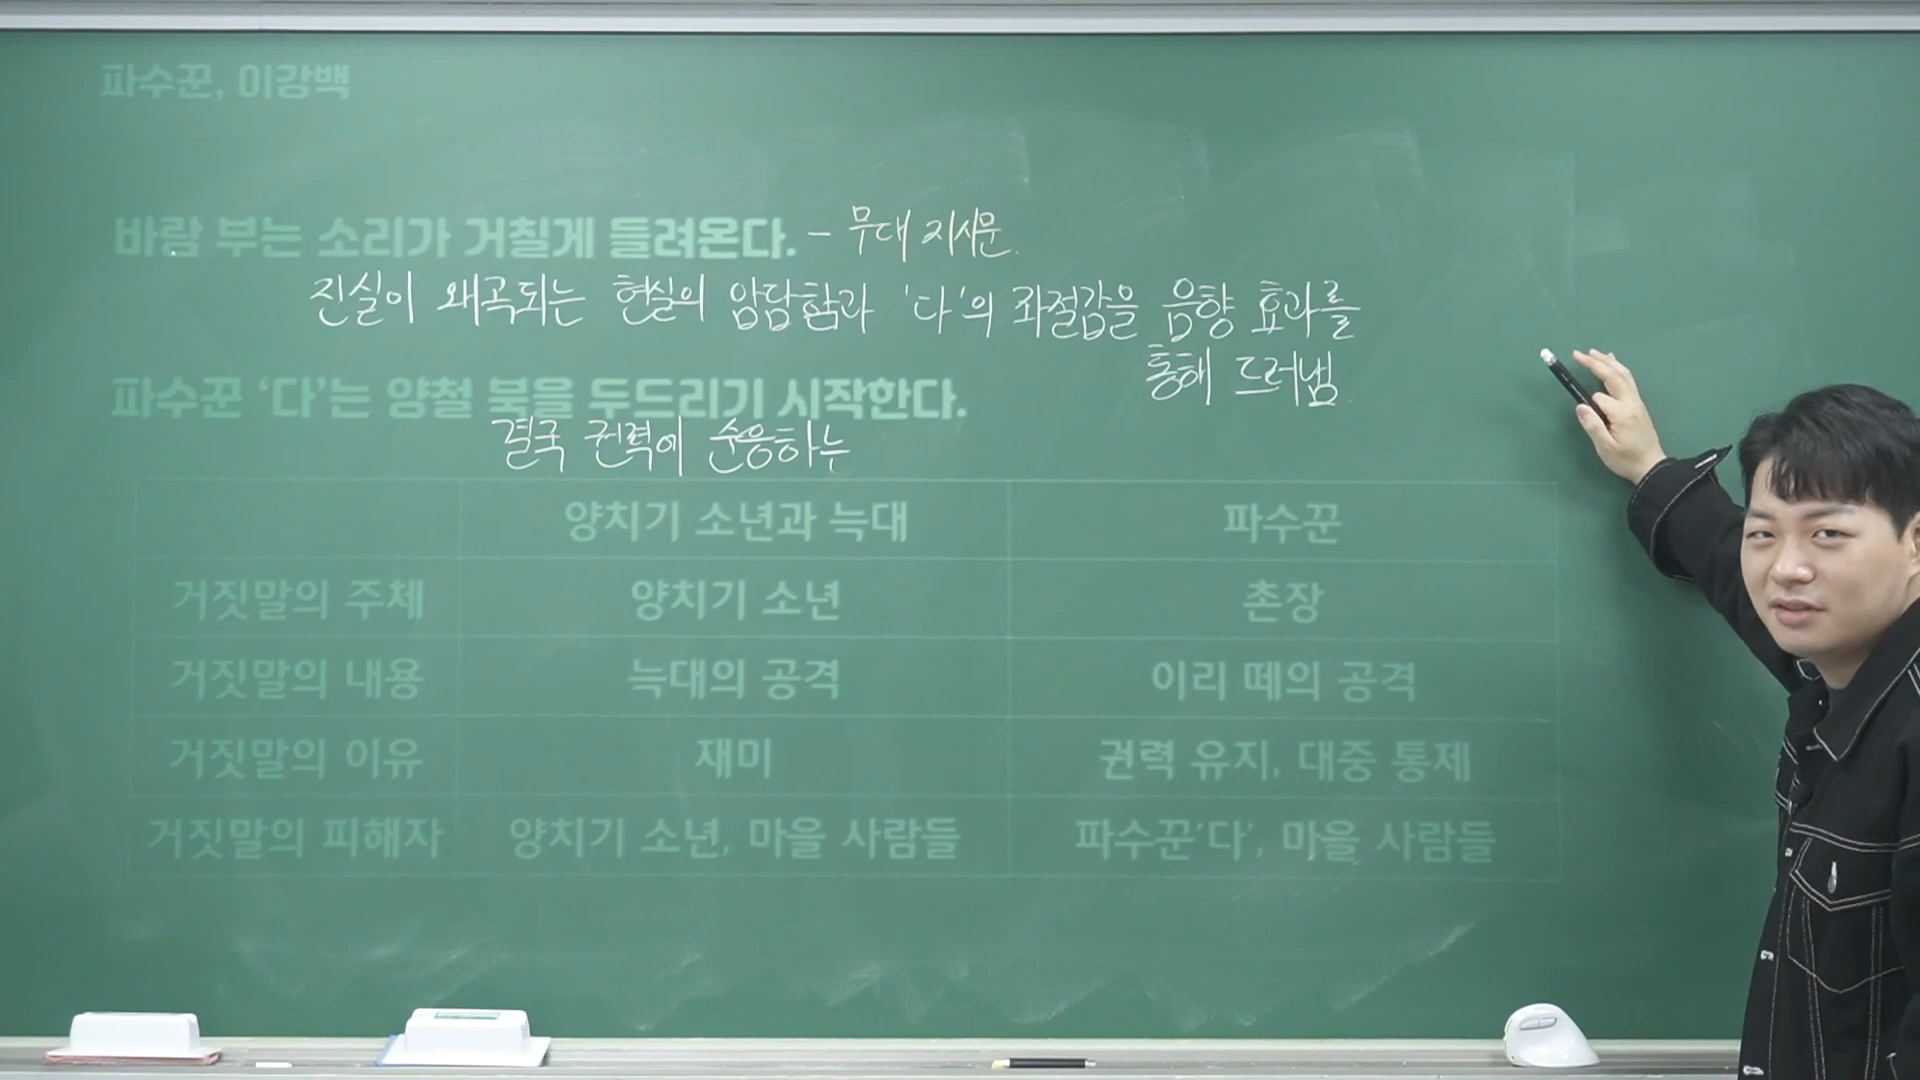 파수꾼, 이강백
바람 부는 소리가 거칠게 들려온다. - 무대 지시문.
진실이 왜곡되는 현실의 암담함과 '다'의 좌절감을 음향 효과를
통해 드러냄.
파수꾼 ‘다’는 양철 북을 두드리기 시작한다.
결국 권력에 순응하누
양치기 소년과 늑대 파수꾼
거짓말의 주체 양치기 소년 촌장
거짓말의 내용 늑대의 공격 이리 떼의 공격
거짓말의 이유 재미 권력 유지, 대중 통제
거짓말의 피해자 양치기 소년, 마을 사람들 파수꾼'다', 마을 사람들